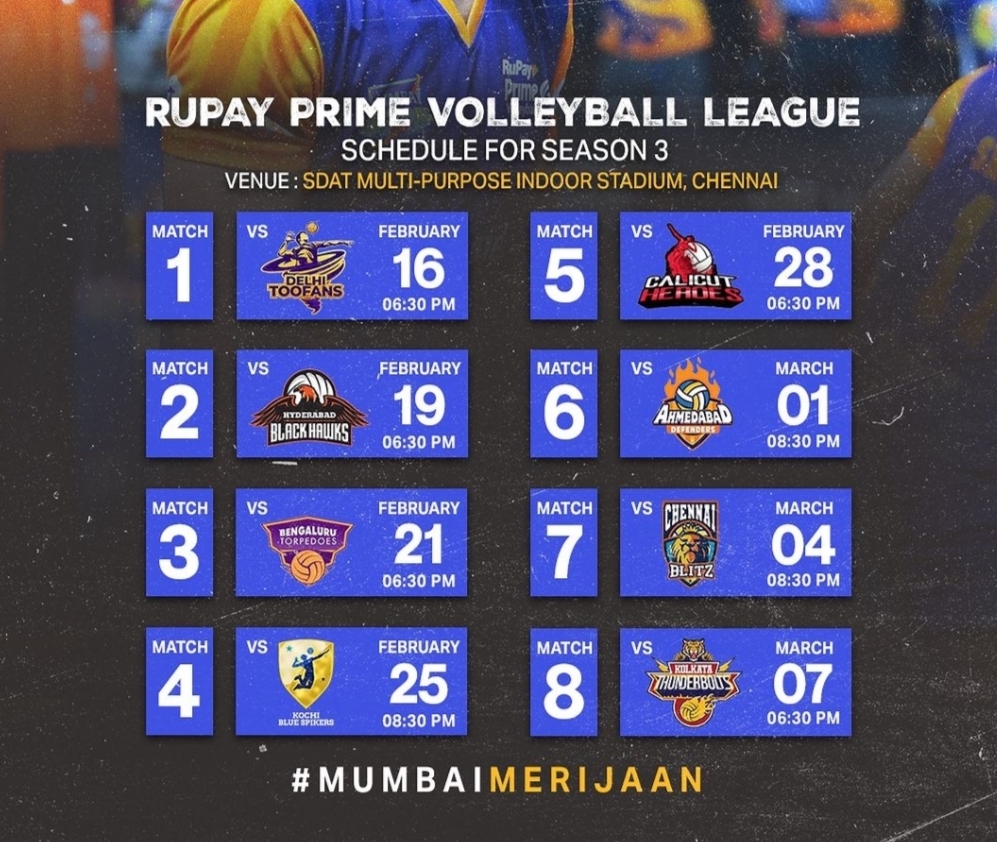 RuPay
Prime
RUPAY PRIME VOLLEYBALL LEAGUE
SCHEDULE FOR SEASON 3
VENUE : SDAT MULTI-PURPOSE INDOOR STADIUM, CHENNAI
MATCH
1
VS
DELHI
TOOFANS
FEBRUARY
16
06:30 PM
MATCH
2
VS
HYDERABAD
BLACK HAWKS
FEBRUARY
19
06:30 PM
MATCH
3
VS
BENGALURU
TORPEDOES
FEBRUARY
21
06:30 PM
MATCH
4
VS
KOCHI
BLUE SPIKERS
FEBRUARY
25
08:30 PM
MATCH
5
VS
CALICUT
HEROES
FEBRUARY
28
06:30 PM
MATCH
6
VS
AHMEDABAD
DEFENDERS
MARCH
01
08:30 PM
MATCH
7
VS
CHENNAI
BLITZ
MARCH
04
08:30 PM
MATCH
8
VS
KOLKATA
THUNDERBOLTS
MARCH
07
06:30 PM
#MUMBAIMERIJAAN